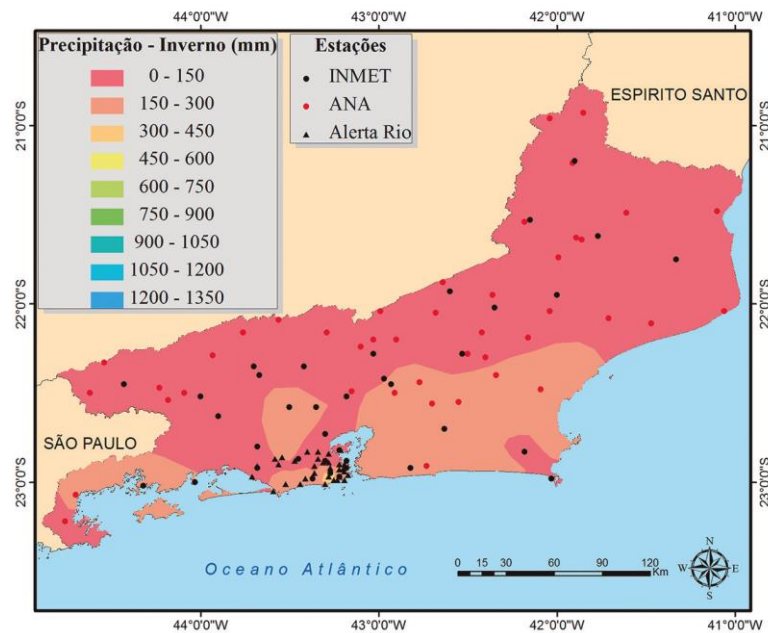 44°0'0"W 43°0'0"W 42°0'0"W 41°0'0"W
Precipitação - Inverno (mm)
0 - 150
150 - 300
300 - 450
450 - 600
600 - 750
750 - 900
900 - 1050
1050 - 1200
1200 - 1350
Estações
INMET
ANA
Alerta Rio
ESPIRITO SANTO
21°0'0"S 21°0'0"S
22°0'0"S 22°0'0"S
SÃO PAULO
23°0'0"S 23°0'0"S
Oceano Atlântico
0 15 30 60 90 120
Km
N
W E
S
44°0'0"W 43°0'0"W 42°0'0"W 41°0'0"W